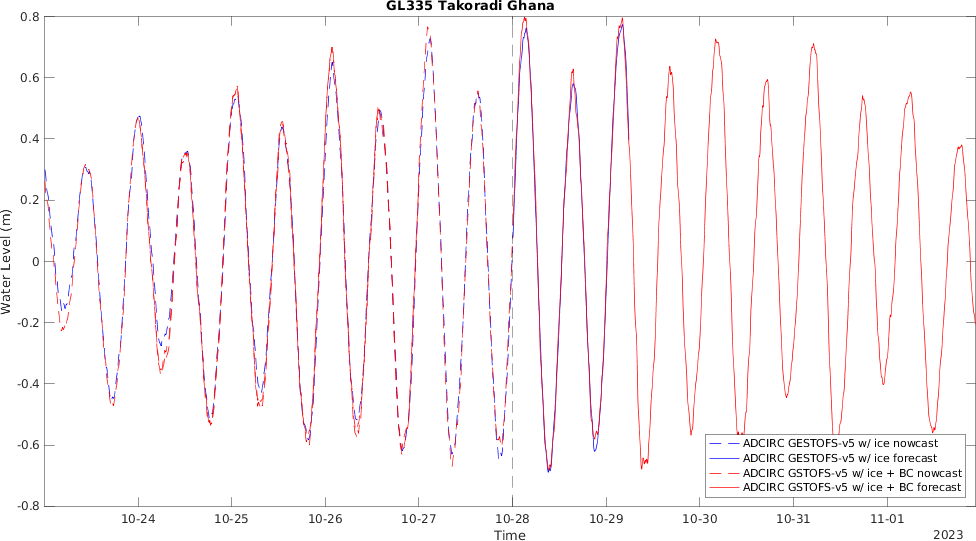 GL335 Takoradi Ghana
0.8
0.6
0.4
0.2
0
-0.2
-0.4
-0.6
-0.8
Water Level (m)
10-24 10-25 10-26 10-27 10-28 10-29 10-30 10-31 11-01
Time
2023
ADCIRC GESTOFS-v5 w/ ice nowcast
ADCIRC GESTOFS-v5 w/ ice forecast
ADCIRC GSTOFS-v5 w/ ice + BC nowcast
ADCIRC GSTOFS-v5 w/ ice + BC forecast